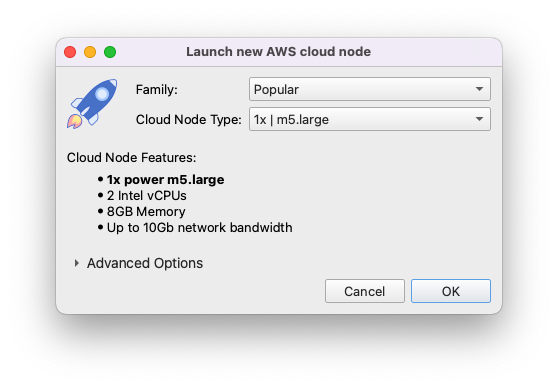 Launch new AWS cloud node
Family: Popular
Cloud Node Type: 1x | m5.large
Cloud Node Features:
• 1x power m5.large
• 2 Intel vCPUs
• 8GB Memory
• Up to 10Gb network bandwidth
Advanced Options
Cancel OK